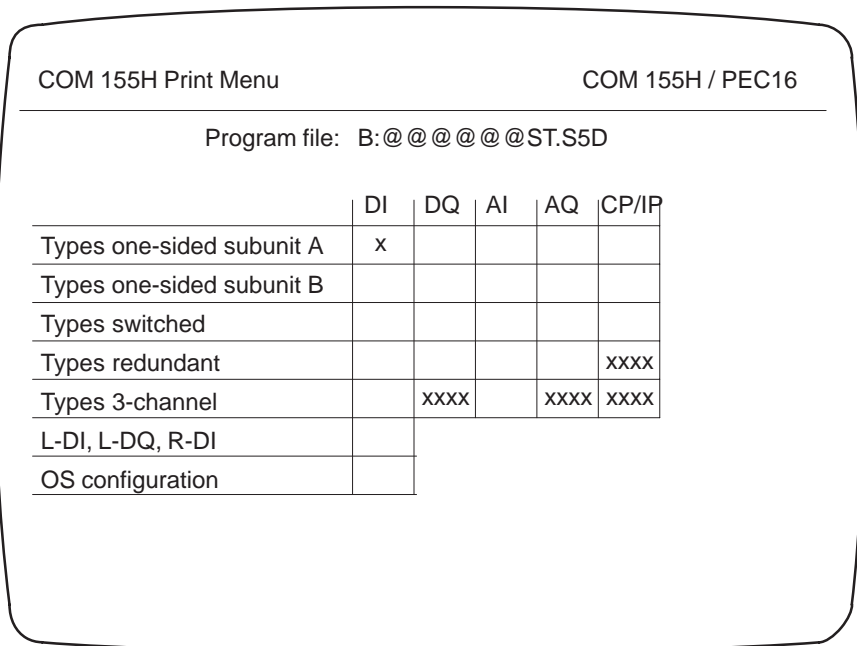 COM 155H Print Menu COM 155H / PEC16
Program file: B:@@@@@@ST.S5D
DI DQ AI AQ CP/IP
Types one-sided subunit A x
Types one-sided subunit B
Types switched
Types redundant xxxx
Types 3-channel xxxx xxxx xxxx
L-DI, L-DQ, R-DI
OS configuration